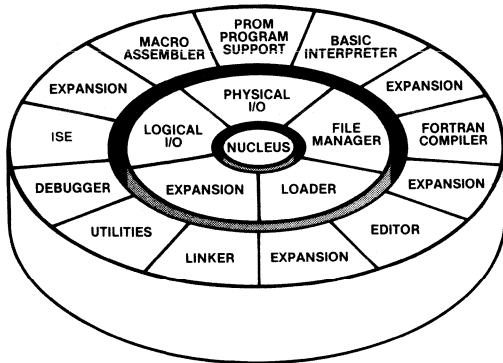 PROM
PROGRAM
SUPPORT
MACRO
ASSEMBLER
BASIC
INTERPRETER
EXPANSION
EXPANSION
PHYSICAL
I/O
ISE
LOGICAL
I/O
NUCLEUS
FILE
MANAGER
FORTRAN
COMPILER
DEBUGGER
EXPANSION
LOADER
EXPANSION
UTILITIES
EDITOR
LINKER
EXPANSION